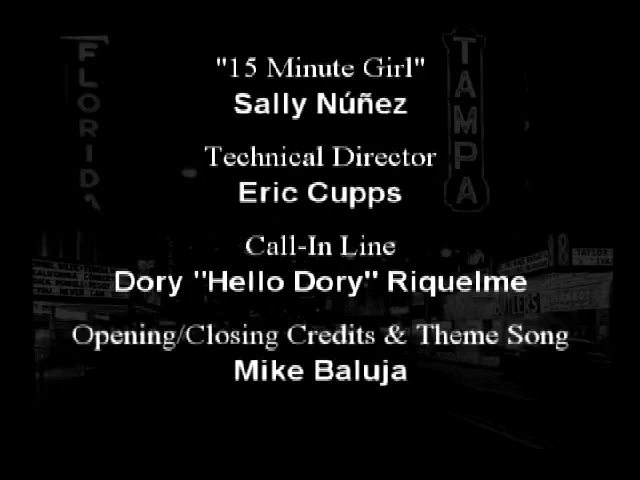 "15 Minute Girl"
Sally Núñez
Technical Director
Eric Cupps
Call-In Line
Dory "Hello Dory" Riquelme
Opening/Closing Credits & Theme Song
Mike Baluja
FLORIDA
TAMPA